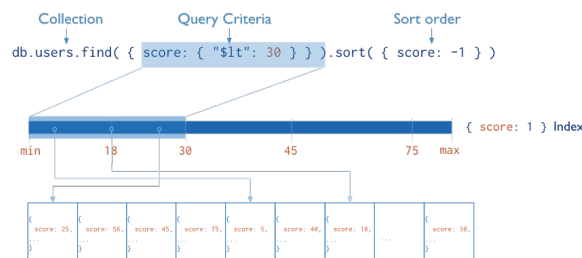 Collection Query Criteria Sort order
db.users.find( { score: { "$lt": 30 } } ).sort( { score: -1 } )
{ score: 1 } Index
min 18 30 45 75 max
{ { { { { { { {
score: 25, score: 56, score: 45, score: 75, score: 5, score: 40, score: 18, score: 30,
... ... ... ... ... ... ... ... ...
} } } } } } } }